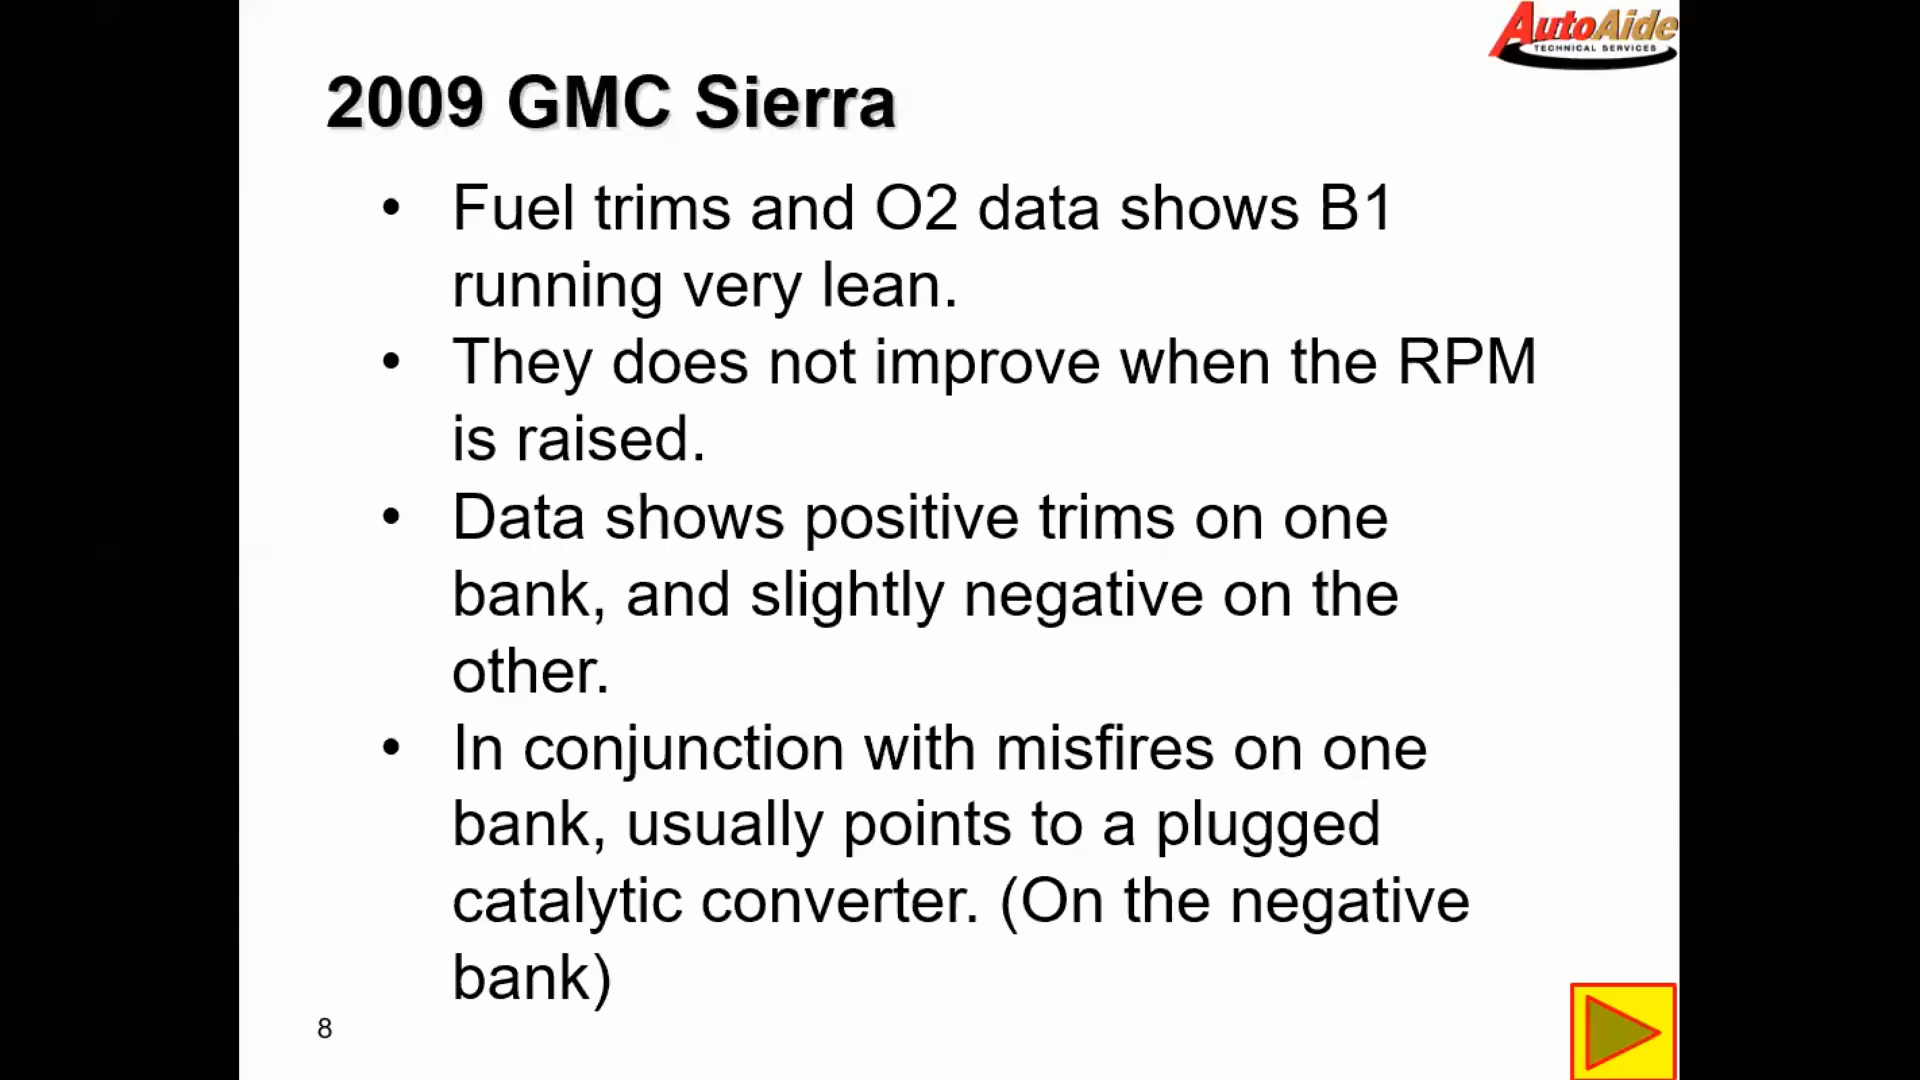 AutoAide
TECHNICAL SERVICES
2009 GMC Sierra
• Fuel trims and O2 data shows B1
running very lean.
• They does not improve when the RPM
is raised.
• Data shows positive trims on one
bank, and slightly negative on the
other.
• In conjunction with misfires on one
bank, usually points to a plugged
catalytic converter. (On the negative
bank)
8